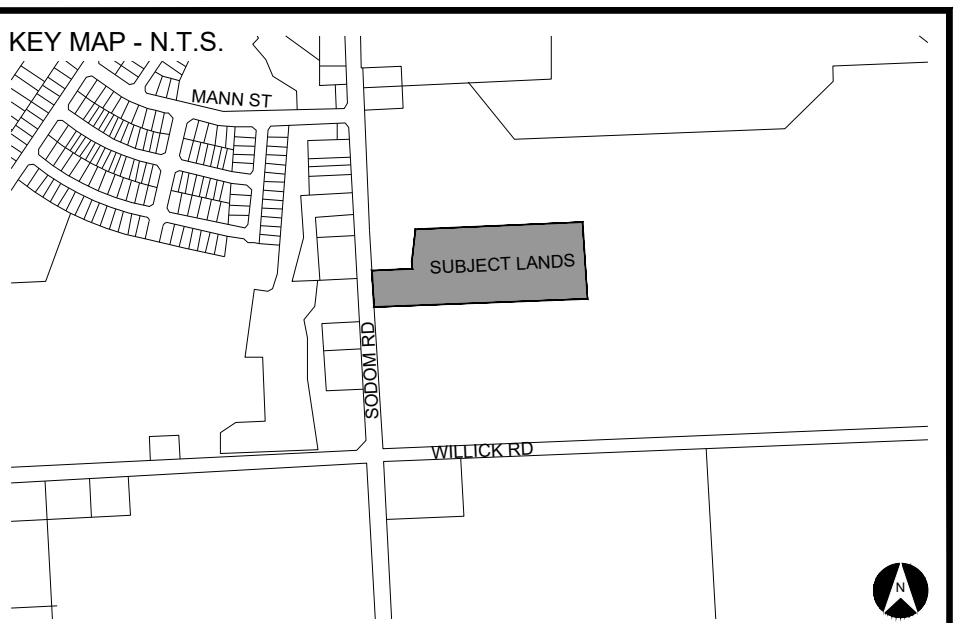 KEY MAP - N.T.S.
MANN ST
SUBJECT LANDS
SODOM RD
WILLICK RD
N